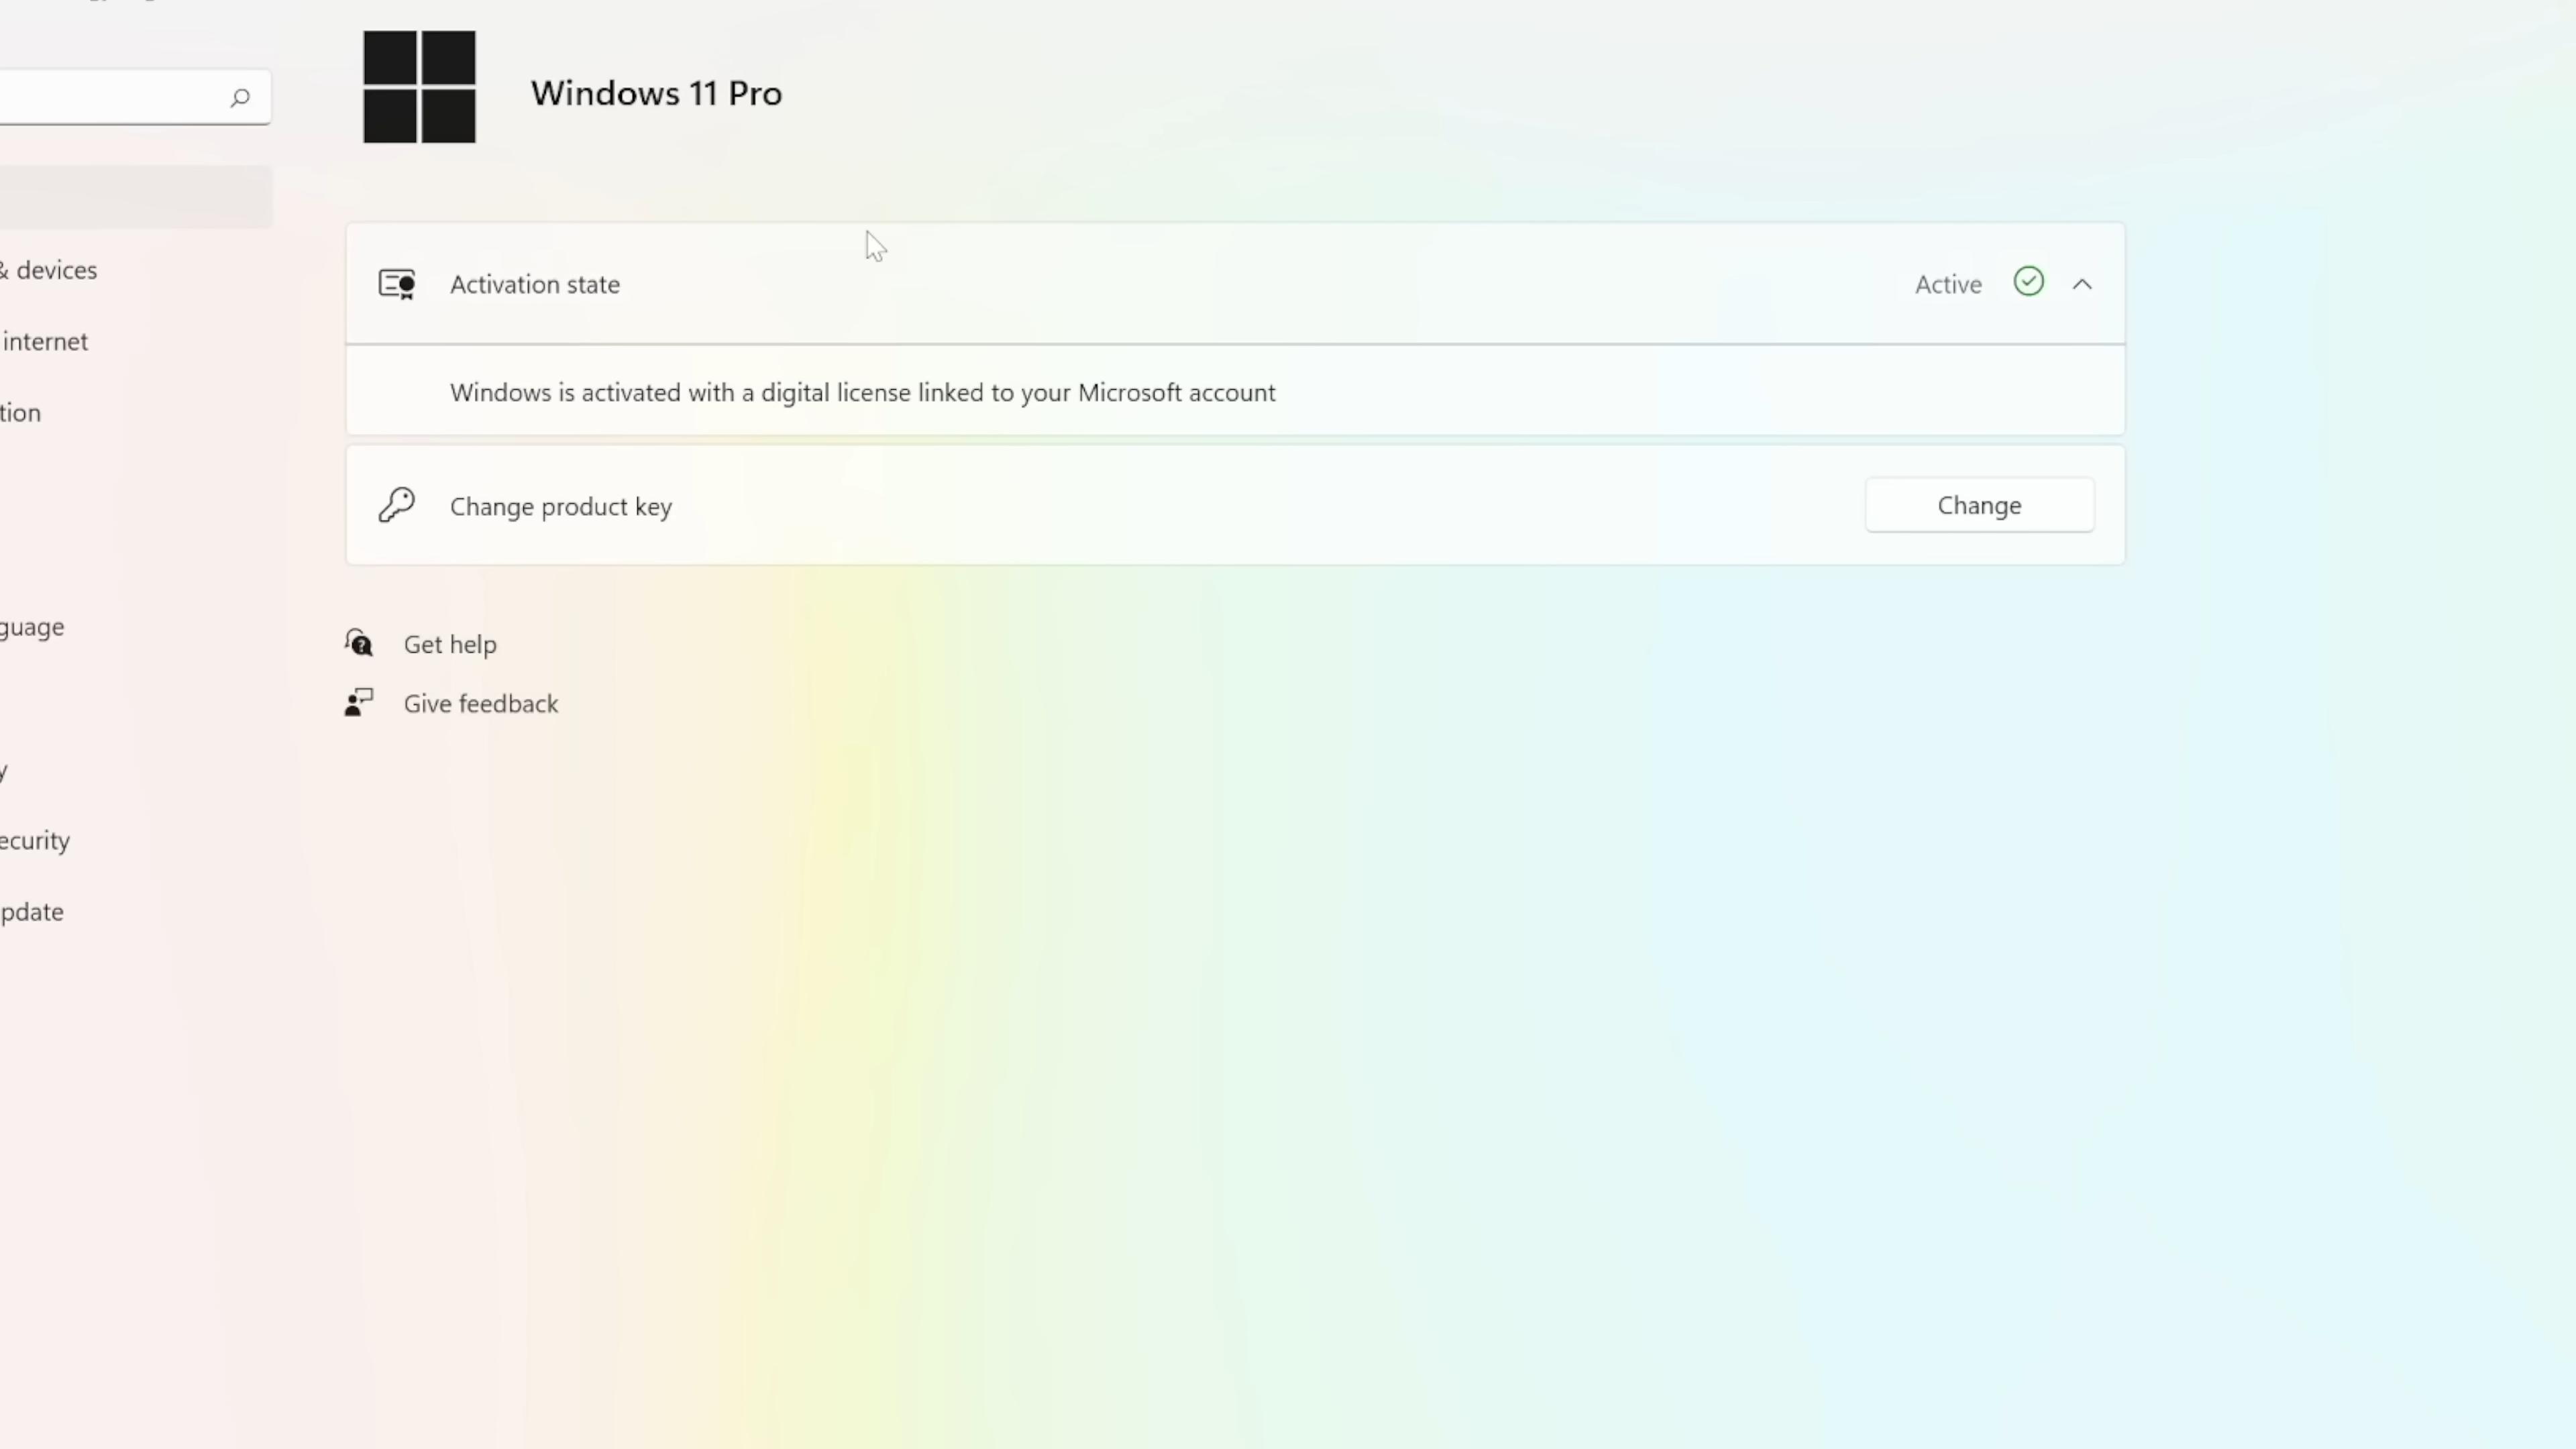 Windows 11 Pro
& devices
Activation state
Active
internet
Windows is activated with a digital license linked to your Microsoft account
tion
Change product key
Change
guage
Get help
Give feedback
y
ecurity
pdate